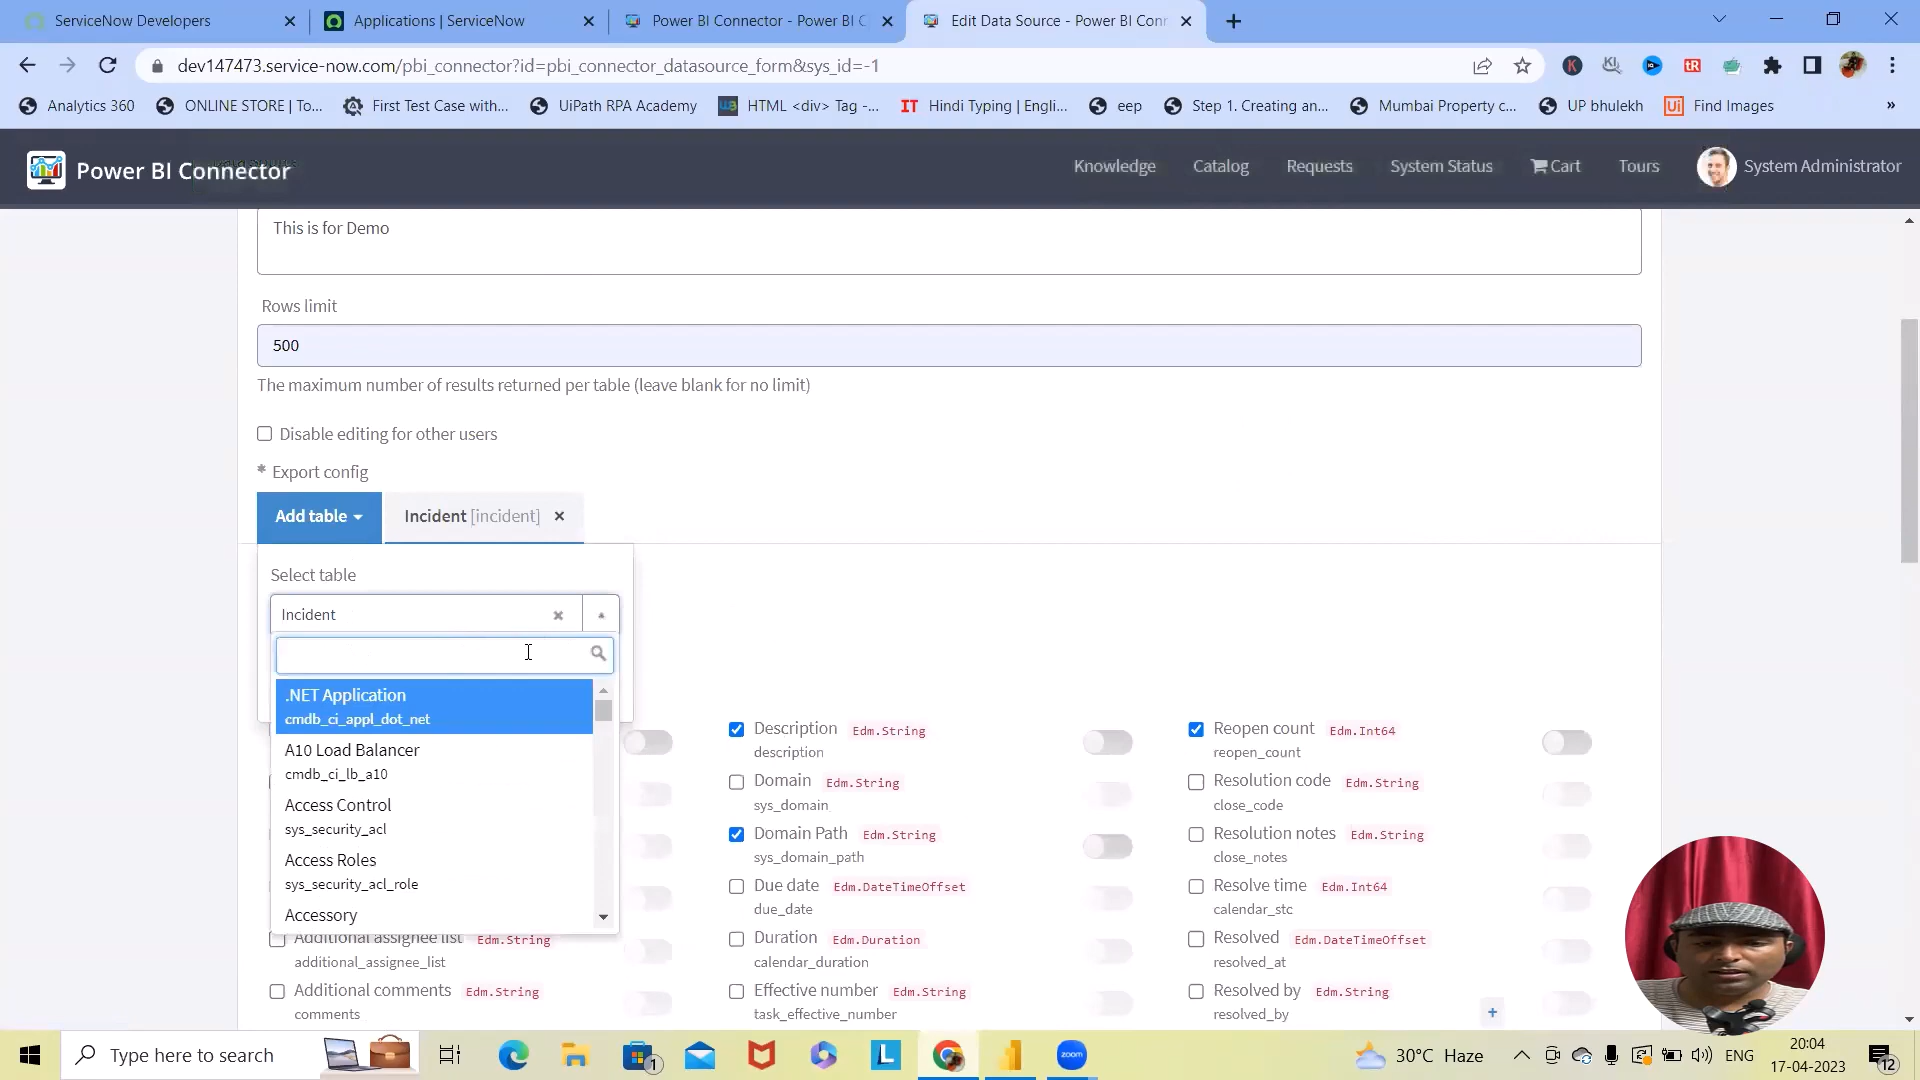 ServiceNow Developers
Applications | ServiceNow
Power BI Connector - Power BI C
Edit Data Source - Power BI Conn
dev147473.service-now.com/pbi_connector?id=pbi_connector_datasource_form&sys_id=-1
Analytics 360
ONLINE STORE | To...
First Test Case with...
UiPath RPA Academy
HTML <div> Tag -...
Hindi Typing | Engli...
eep
Step 1. Creating an...
Mumbai Property c...
UP bhulekh
Find Images
»
Power BI Connector
Knowledge
Catalog
Requests
System Status
Cart
Tours
System Administrator
This is for Demo
Rows limit
500
The maximum number of results returned per table (leave blank for no limit)
Disable editing for other users
* Export config
Add table
Incident [incident] ×
Select table
Incident
.NET Application
cmdb_ci_appl_dot_net
A10 Load Balancer
cmdb_ci_lb_a10
Access Control
sys_security_acl
Access Roles
sys_security_acl_role
Accessory
Additional assignee list Edm.String
additional_assignee_list
Additional comments Edm.String
comments
Description Edm.String
description
Domain Edm.String
sys_domain
Domain Path Edm.String
sys_domain_path
Due date Edm.DateTimeOffset
due_date
Duration Edm.Duration
calendar_duration
Effective number Edm.String
task_effective_number
Reopen count Edm.Int64
reopen_count
Resolution code Edm.String
close_code
Resolution notes Edm.String
close_notes
Resolve time Edm.Int64
calendar_stc
Resolved Edm.DateTimeOffset
resolved_at
Resolved by Edm.String
resolved_by
Type here to search
1
zoom
30°C Haze
ENG
20:04
17-04-2023
12